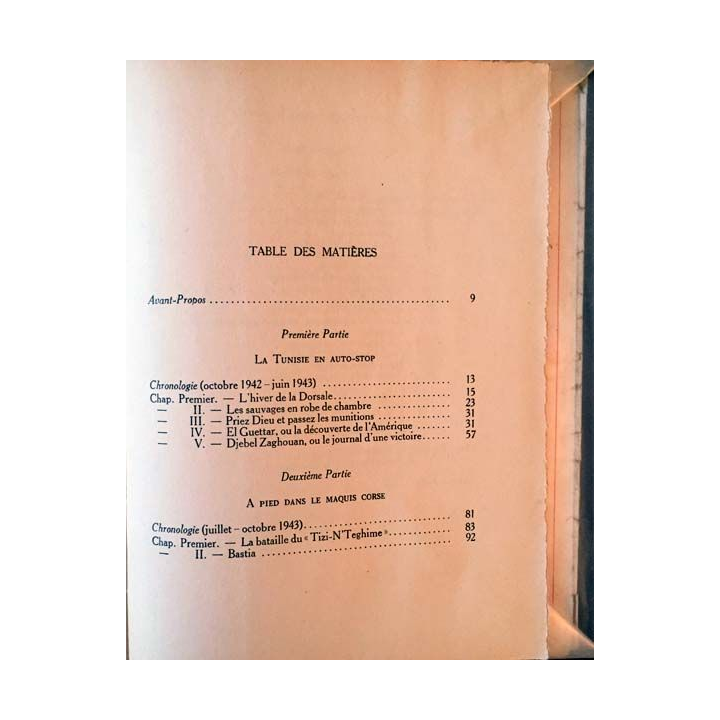 TABLE DES MATIÈRES
Avant-Propos ........................................ 9
Première Partie
LA TUNISIE EN AUTO-STOP
Chronologie (octobre 1942 – juin 1943) ..................... 13
Chap. Premier. — L'hiver de la Dorsale..................... 15
— II. — Les sauvages en robe de chambre ............. 23
— III. — Priez Dieu et passez les munitions ............. 31
— IV. — El Guettar, ou la découverte de l'Amérique ...... 31
— V. — Djebel Zaghouan, ou le journal d'une victoire...... 57
Deuxième Partie
A PIED DANS LE MAQUIS CORSE
Chronologie (juillet – octobre 1943)......................... 81
Chap. Premier. — La bataille du « Tizi-N'Teghime »........... 83
— II. — Bastia ................................ 92